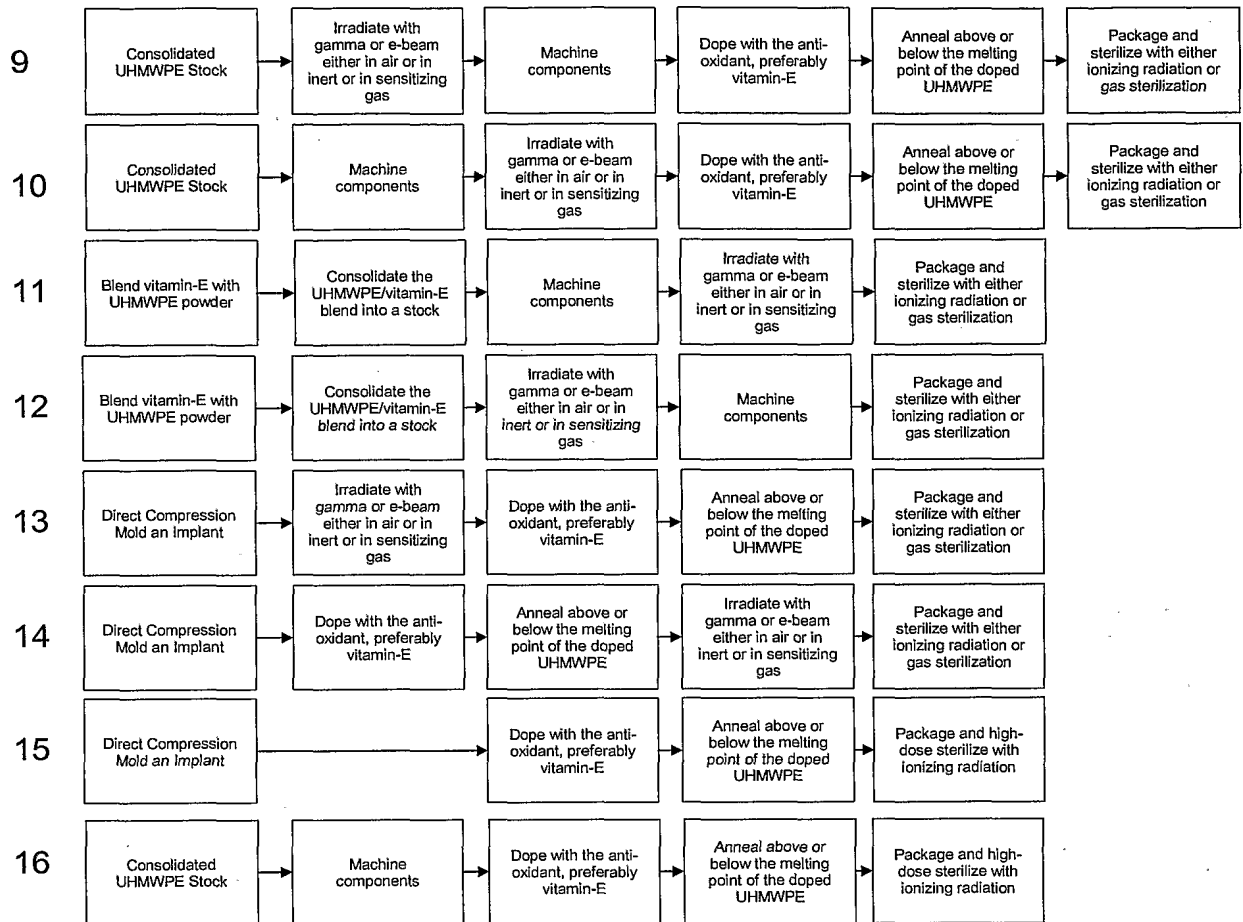 9
Consolidated
UHMWPE Stock
Irradiate with
gamma or e-beam
either in air or in
inert or in sensitizing
gas
Machine
components
Dope with the anti-
oxidant, preferably
vitamin-E
Anneal above or
below the melting
point of the doped
UHMWPE
Package and
sterilize with either
ionizing radiation or
gas sterilization
10
Consolidated
UHMWPE Stock
Machine
components
Irradiate with
gamma or e-beam
either in air or in
inert or in sensitizing
gas
Dope with the anti-
oxidant, preferably
vitamin-E
Anneal above or
below the melting
point of the doped
UHMWPE
Package and
sterilize with either
ionizing radiation or
gas sterilization
11
Blend vitamin-E with
UHMWPE powder
Consolidate the
UHMWPE/vitamin-E
blend into a stock
Machine
components
Irradiate with
gamma or e-beam
either in air or in
inert or in sensitizing
gas
Package and
sterilize with either
ionizing radiation or
gas sterilization
12
Blend vitamin-E with
UHMWPE powder
Consolidate the
UHMWPE/vitamin-E
blend into a stock
Irradiate with
gamma or e-beam
either in air or in
inert or in sensitizing
gas
Machine
components
Package and
sterilize with either
ionizing radiation or
gas sterilization
13
Direct Compression
Mold an Implant
Irradiate with
gamma or e-beam
either in air or in
inert or in sensitizing
gas
Dope with the anti-
oxidant, preferably
vitamin-E
Anneal above or
below the melting
point of the doped
UHMWPE
Package and
sterilize with either
ionizing radiation or
gas sterilization
14
Direct Compression
Mold an Implant
Dope with the anti-
oxidant, preferably
vitamin-E
Anneal above or
below the melting
point of the doped
UHMWPE
Irradiate with
gamma or e-beam
either in air or in
inert or in sensitizing
gas
Package and
sterilize with either
ionizing radiation or
gas sterilization
15
Direct Compression
Mold an Implant
Dope with the anti-
oxidant, preferably
vitamin-E
Anneal above or
below the melting
point of the doped
UHMWPE
Package and high-
dose sterilize with
ionizing radiation
16
Consolidated
UHMWPE Stock
Machine
components
Dope with the anti-
oxidant, preferably
vitamin-E
Anneal above or
below the melting
point of the doped
UHMWPE
Package and high-
dose sterilize with
ionizing radiation